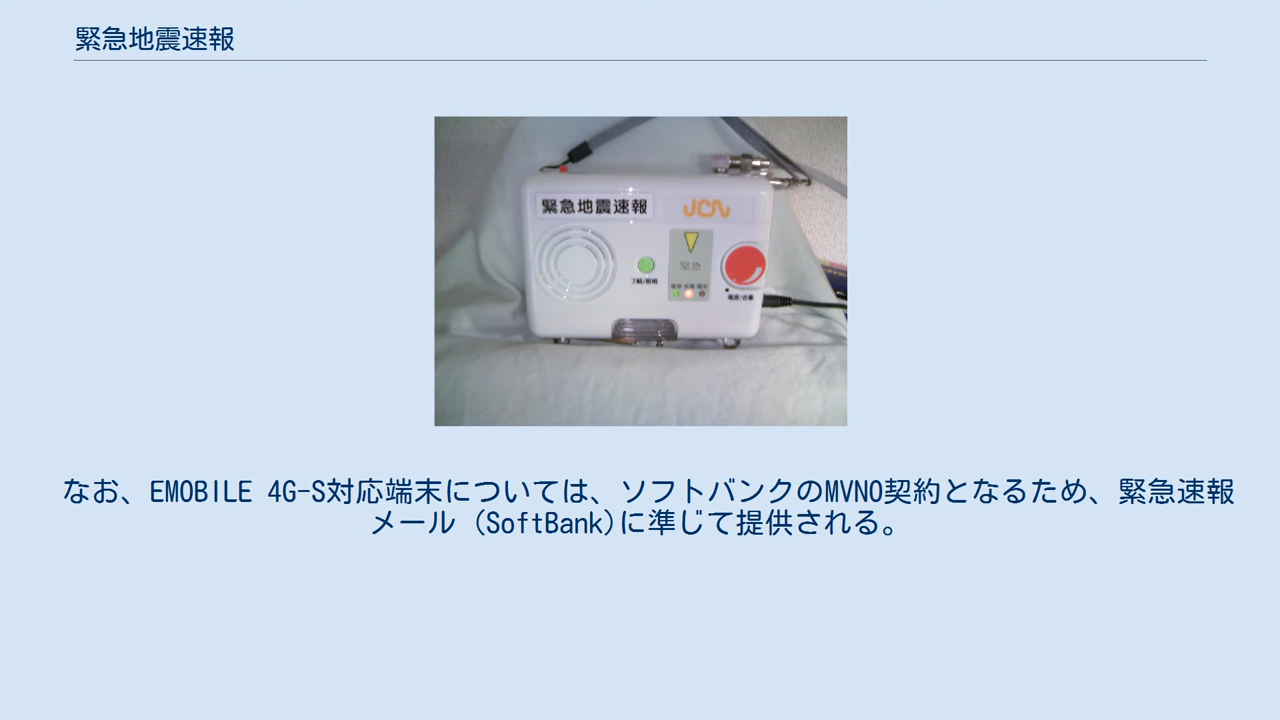 緊急地震速報
緊急地震速報
JCN
緊急
なお、EMOBILE 4G-S対応端末については、ソフトバンクのMVNO契約となるため、緊急速報
メール (SoftBank)に準じて提供される。